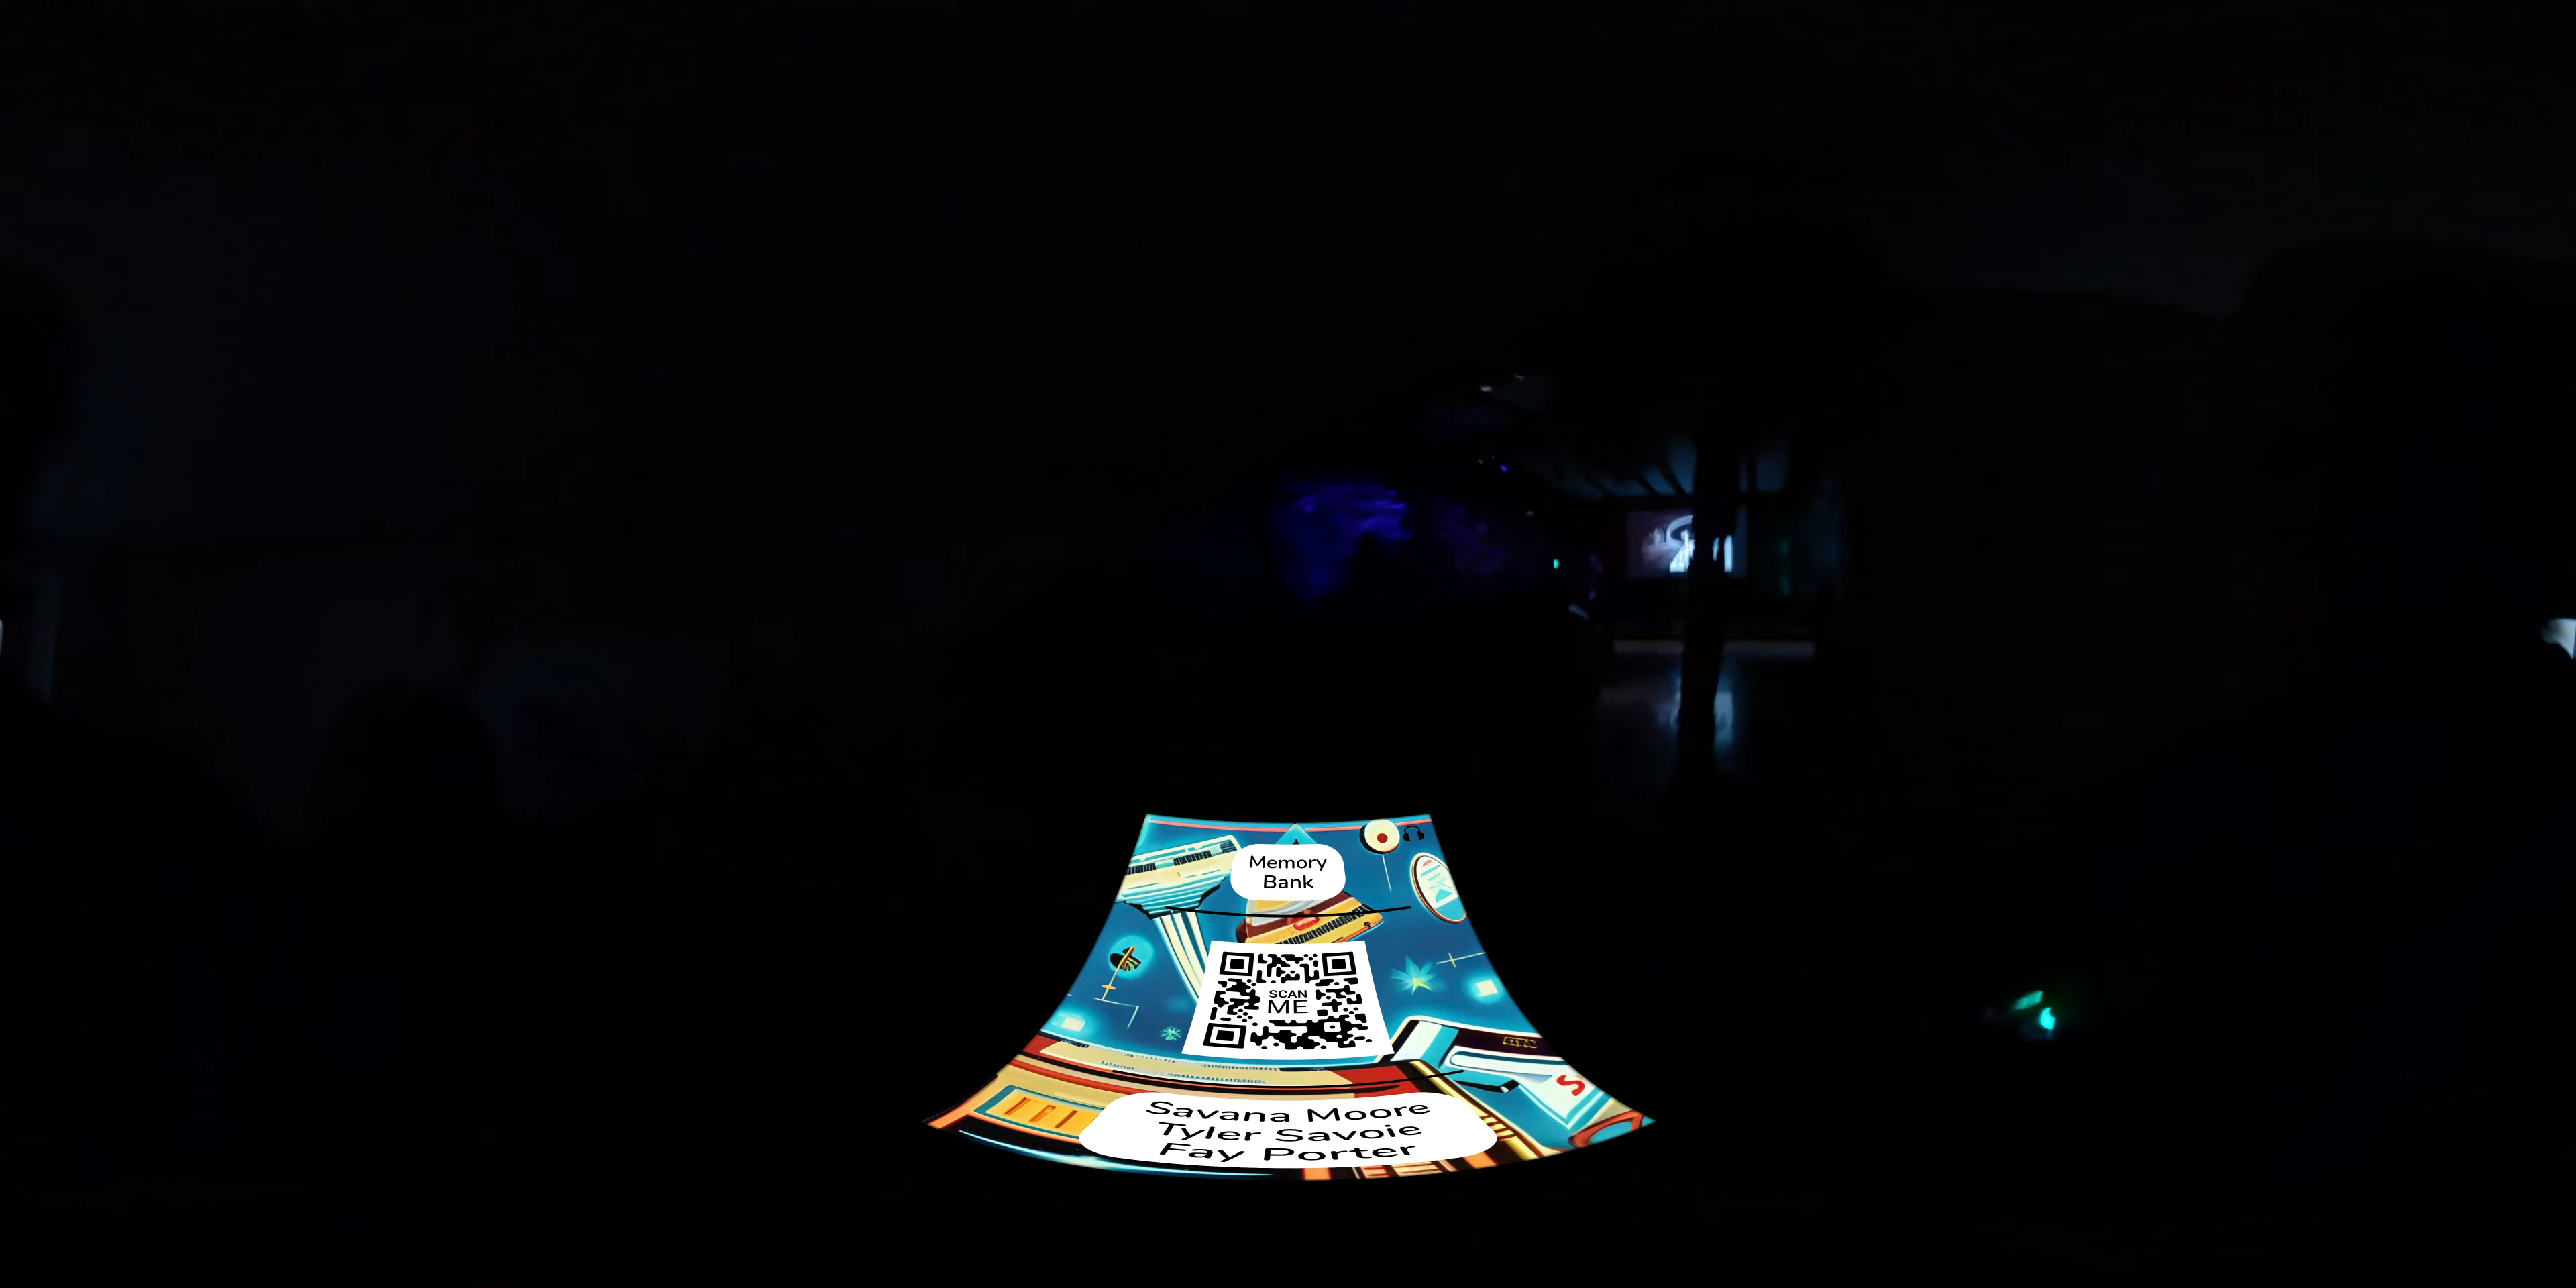 Memory
Bank
SCAN
ME
S
Savana Moore
Tyler Savoie
Fay Porter